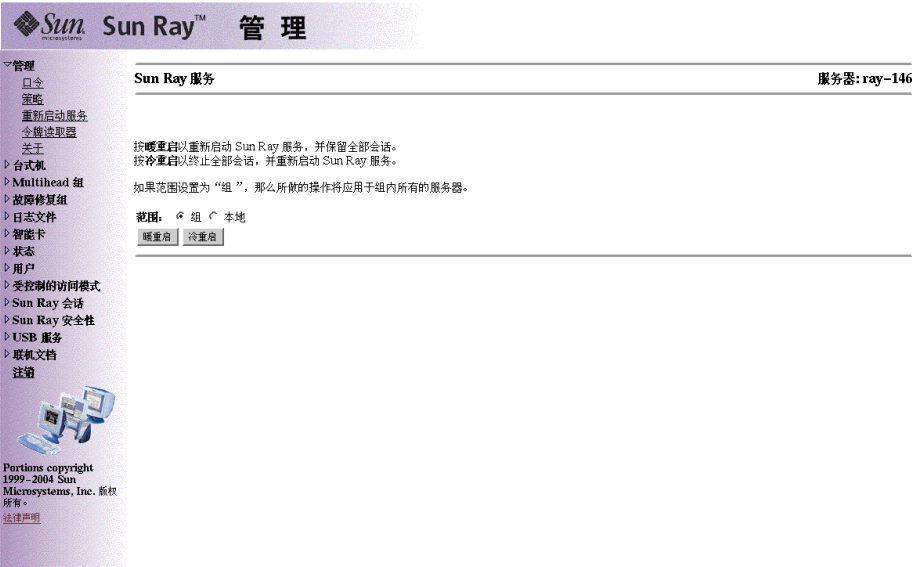 Sun microsystems Sun Ray™ 管 理
管理
口令
策略
重新启动服务
令牌读取器
关于
台式机
Multihead 组
故障修复组
日志文件
智能卡
状态
用户
受控制的访问模式
Sun Ray 会话
Sun Ray 安全性
USB 服务
联机文档
注销
Portions copyright
1999-2004 Sun
Microsystems, Inc. 版权
所有。
法律声明
Sun Ray 服务 服务器: ray-146
按暖重启以重新启动 Sun Ray 服务，并保留全部会话。
按冷重启以终止全部会话，并重新启动 Sun Ray 服务。
如果范围设置为“组 ”，那么所做的操作将应用于组内所有的服务器。
范围： 组 本地
暖重启 冷重启